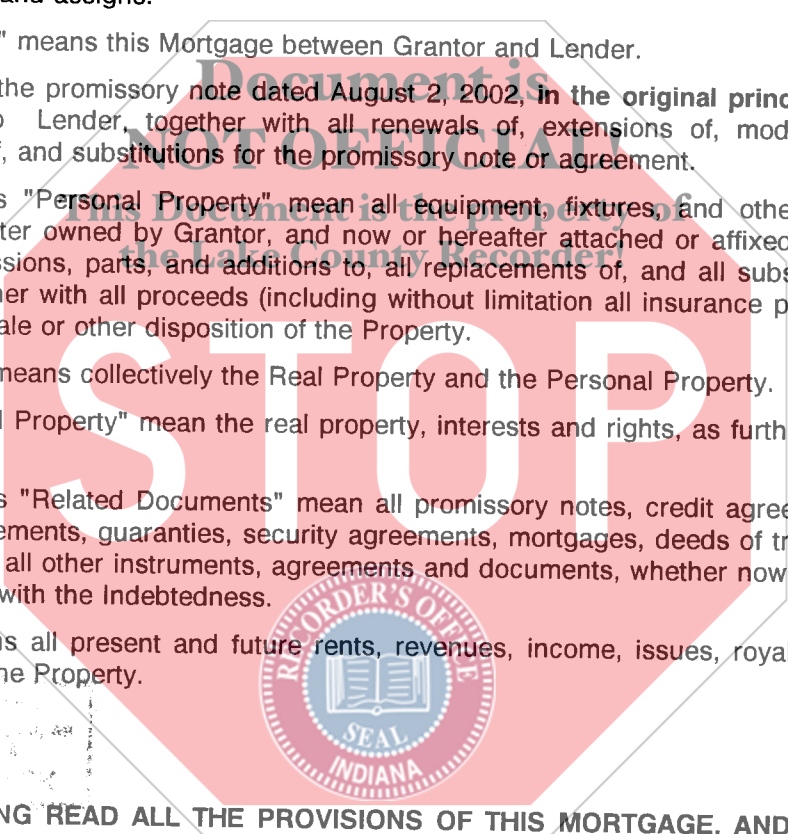 and assigns.
" means this Mortgage between Grantor and Lender.
the promissory note dated August 2, 2002, in the original princ
Lender, together with all renewals of, extensions of, mod
, and substitutions for the promissory note or agreement.
s "Personal Property" mean all equipment, fixtures, and othe
ter owned by Grantor, and now or hereafter attached or affixed
ssions, parts, and additions to, all replacements of, and all subs
her with all proceeds (including without limitation all insurance p
ale or other disposition of the Property.
means collectively the Real Property and the Personal Property.
l Property" mean the real property, interests and rights, as furth
s "Related Documents" mean all promissory notes, credit agree
ements, guaranties, security agreements, mortgages, deeds of tr
all other instruments, agreements and documents, whether now
with the Indebtedness.
ns all present and future rents, revenues, income, issues, royal
he Property.
NG READ ALL THE PROVISIONS OF THIS MORTGAGE, AND
Document is
NOT OFFICIAL!
This Document is the property of
the Lake County Recorder!
STOP
RECORDER'S OFFICE
SEAL
INDIANA